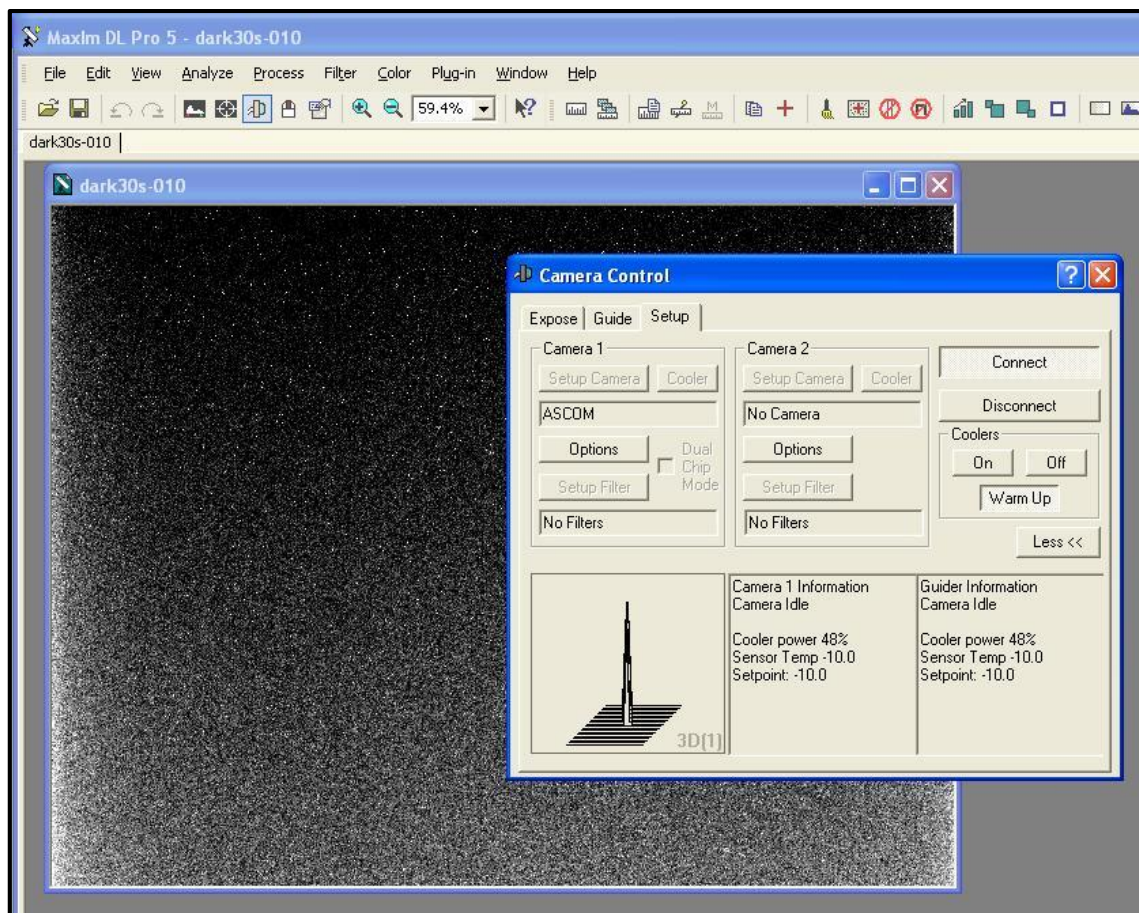 MaxIm DL Pro 5 - dark30s-010
File Edit View Analyze Process Filter Color Plug-in Window Help
59.4%
dark30s-010
dark30s-010
Camera Control
Expose Guide Setup
Camera 1
Setup Camera Cooler
ASCOM
Options
Dual
Chip
Mode
Setup Filter
No Filters
Camera 2
Setup Camera Cooler
No Camera
Options
Setup Filter
No Filters
Connect
Disconnect
Coolers
On Off
Warm Up
Less <<
3D(1)
Camera 1 Information
Camera Idle
Cooler power 48%
Sensor Temp -10.0
Setpoint: -10.0
Guider Information
Camera Idle
Cooler power 48%
Sensor Temp -10.0
Setpoint: -10.0